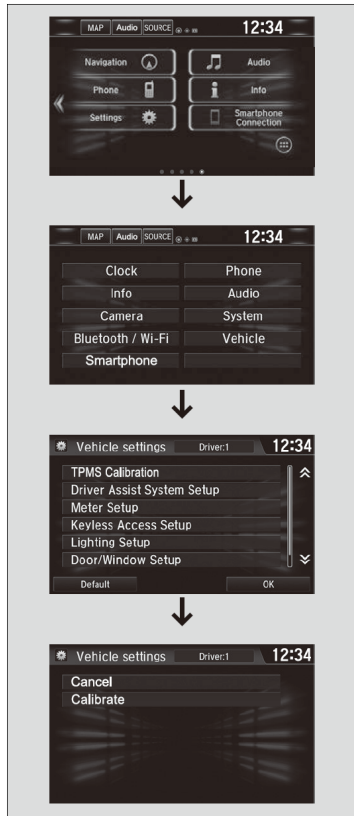 MAP Audio SOURCE 12:34
Navigation Audio
Phone Info
Settings Smartphone
Connection
MAP Audio SOURCE 12:34
Clock Phone
Info Audio
Camera System
Bluetooth / Wi-Fi Vehicle
Smartphone
Vehicle settings Driver:1 12:34
TPMS Calibration
Driver Assist System Setup
Meter Setup
Keyless Access Setup
Lighting Setup
Door/Window Setup
Default OK
Vehicle settings Driver:1 12:34
Cancel
Calibrate